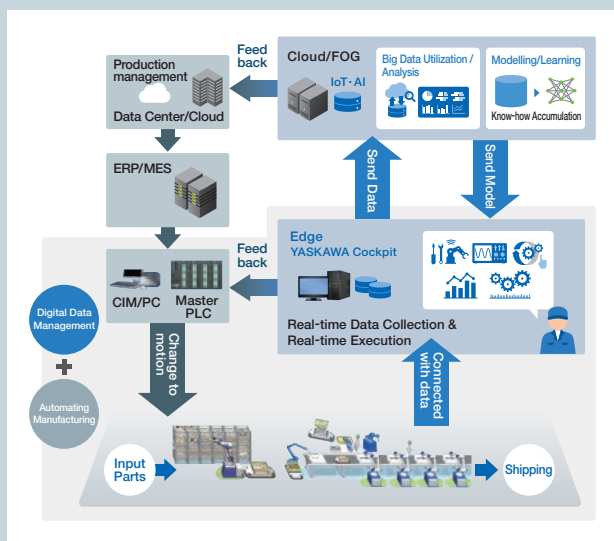 Production
management
Data Center/Cloud
Feed
back
Cloud/FOG
IoT・AI
Big Data Utilization /
Analysis
Modelling/Learning
Know-how Accumulation
ERP/MES
Send Data
Send Model
CIM/PC
Master
PLC
Feed
back
Edge
YASKAWA Cockpit
Real-time Data Collection &
Real-time Execution
Digital Data
Management
+
Automating
Manufacturing
Change to
motion
Connected
with data
Input
Parts
Shipping